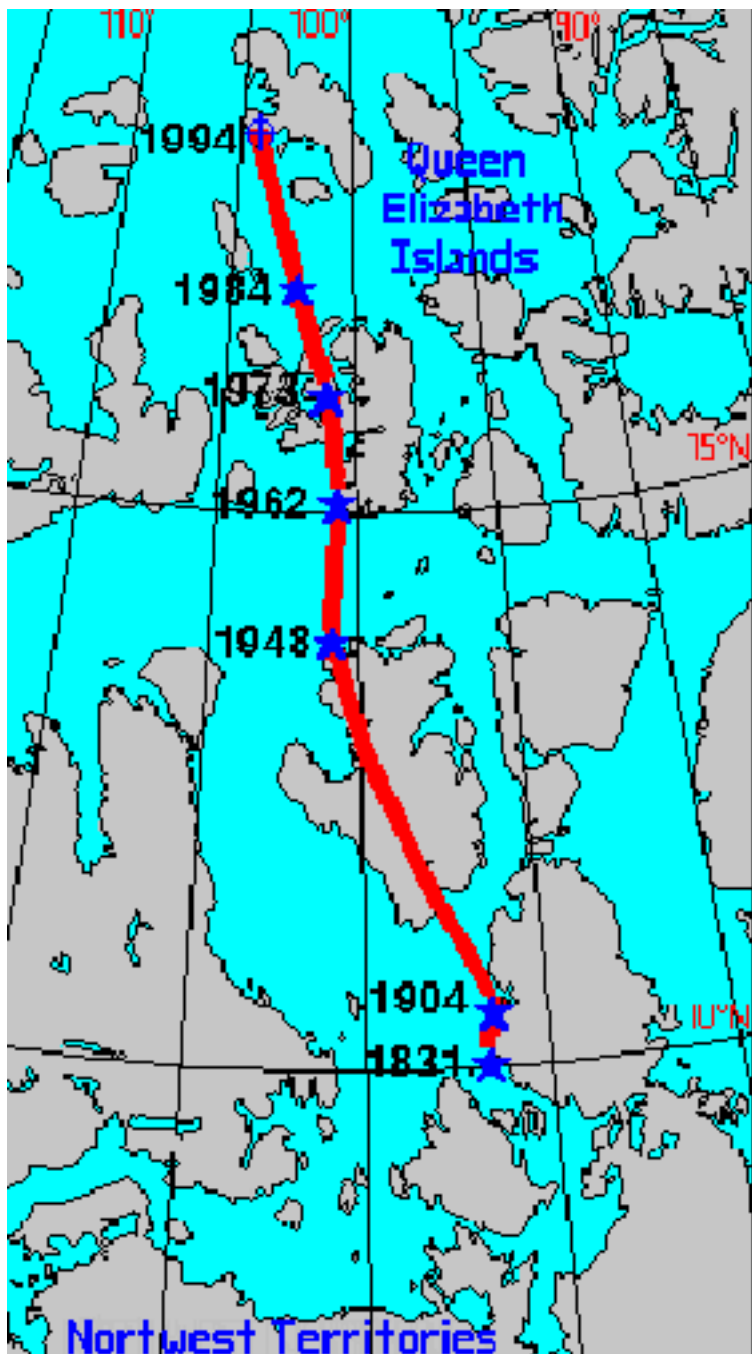 110° 100° 90°
1994
Queen
Elizabeth
Islands
1984
1973
75°N
1962
1948
1904
70°N
1831
Nortwest Territories